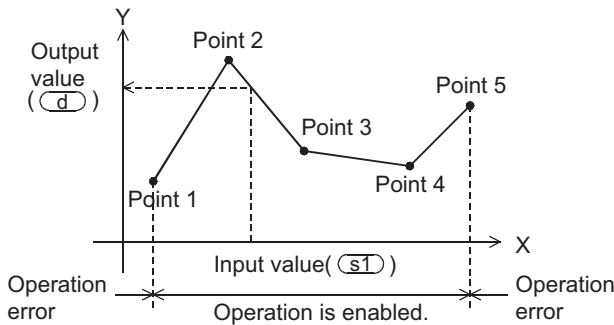 Y
Output
value
( d )
Point 2
Point 5
Point 3
Point 1
Point 4
X
Input value( s1 )
Operation
error
Operation is enabled.
Operation
error